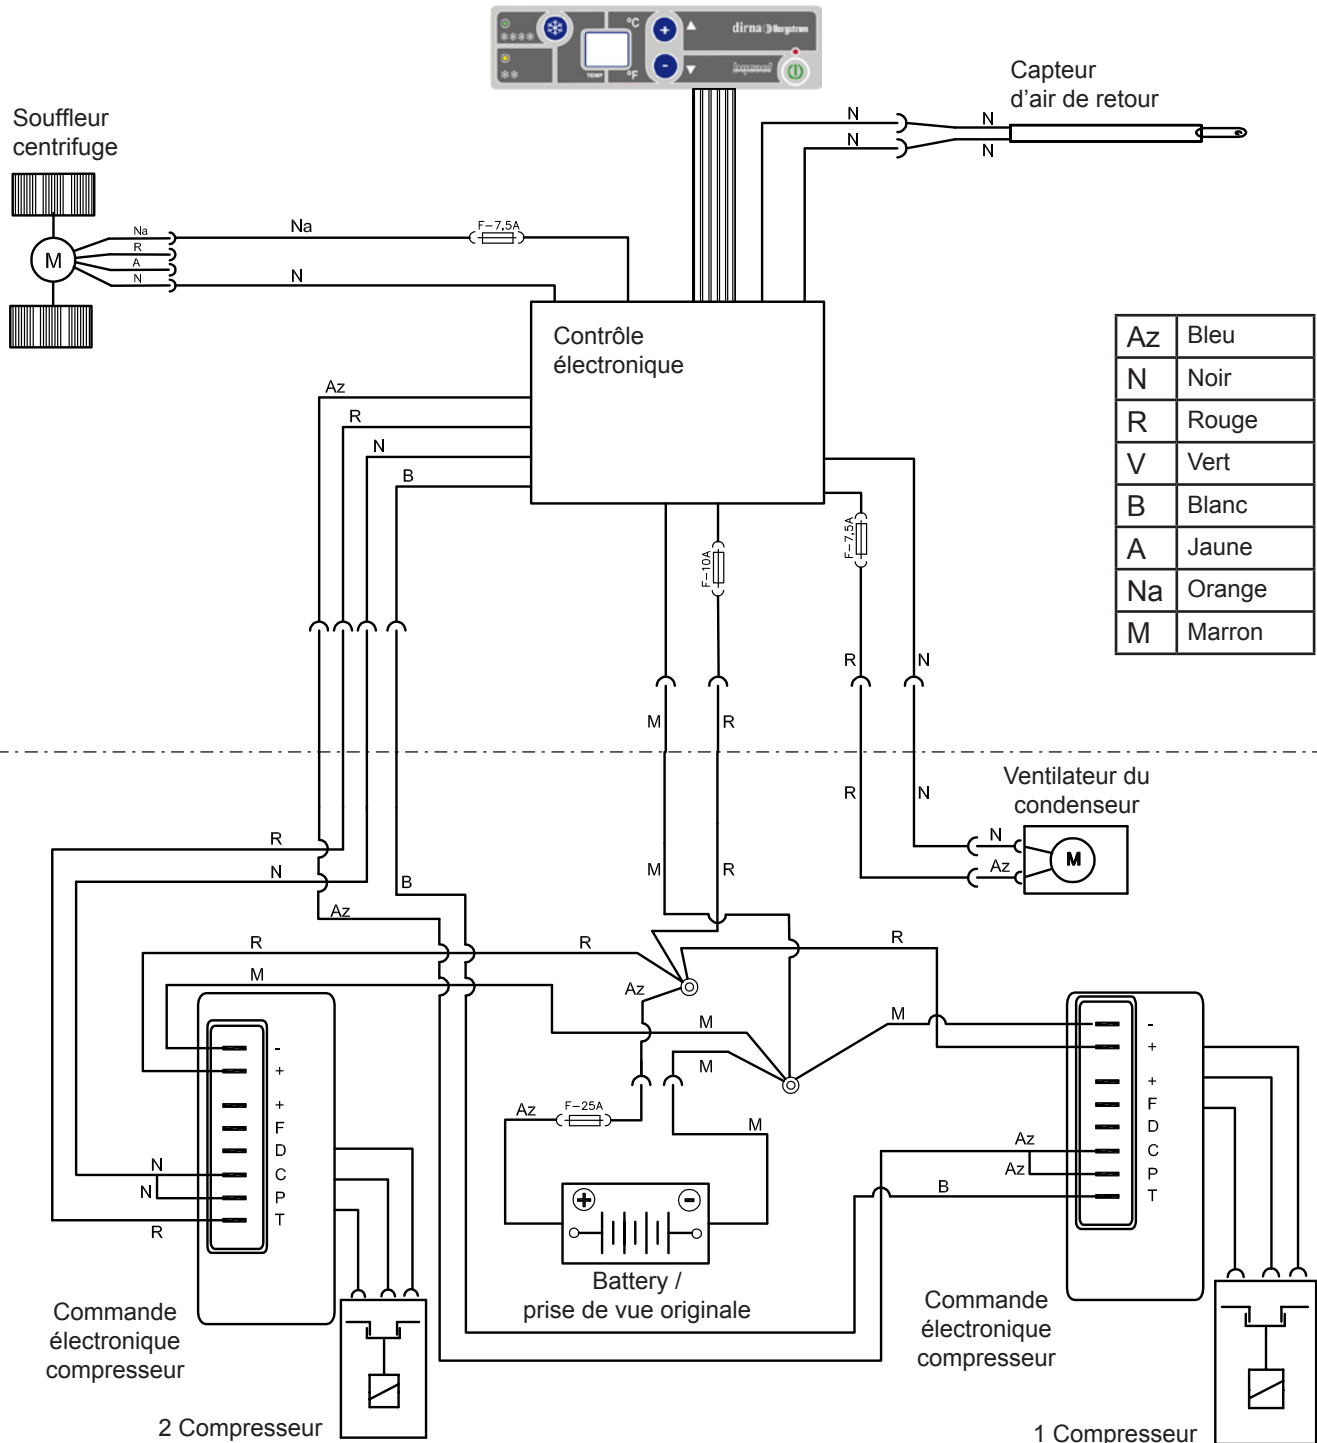 °C
dirna Bergstrom
TEMP
°F
Capteur
d'air de retour
Souffleur
centrifuge
N
N
N
N
Na
R
A
N
Na
F-7,5A
N
M
Contrôle
électronique
Az Bleu
N Noir
R Rouge
V Vert
B Blanc
A Jaune
Na Orange
M Marron
Az
R
N
B
F-10A
F-7,5A
R
N
M
R
R
N
Ventilateur du
condenseur
N
Az
M
R
N
B
Az
M
R
R
M
R
Az
R
M
M
M
-
+
+
F
D
C
P
T
N
N
R
Az
F-25A
M
+
-
Battery /
prise de vue originale
-
+
+
F
D
C
P
T
Az
Az
B
Commande
électronique
compresseur
2 Compresseur
Commande
électronique
compresseur
1 Compresseur